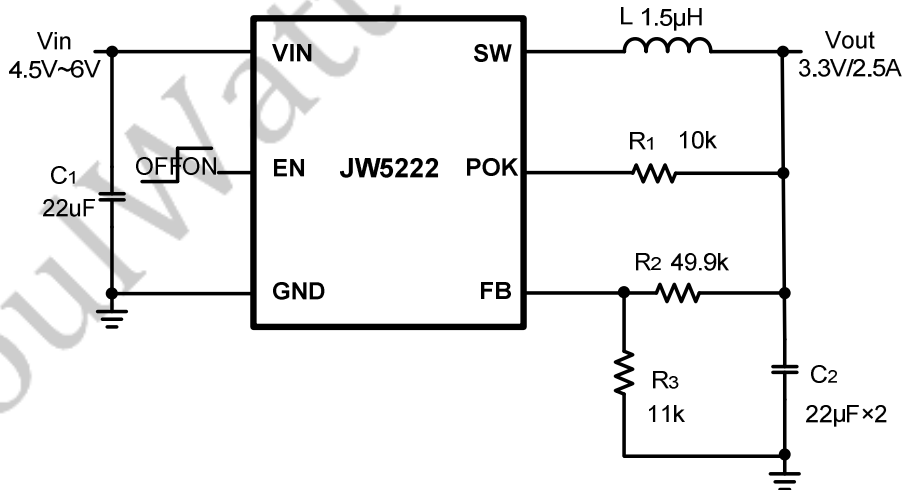 L 1.5µH
Vin
4.5V~6V
VIN
SW
Vout
3.3V/2.5A
C1
22uF
OFF ON
EN
JW5222
POK
R1 10k
GND
FB
R2 49.9k
R3
11k
C2
22µF×2
oulWatt